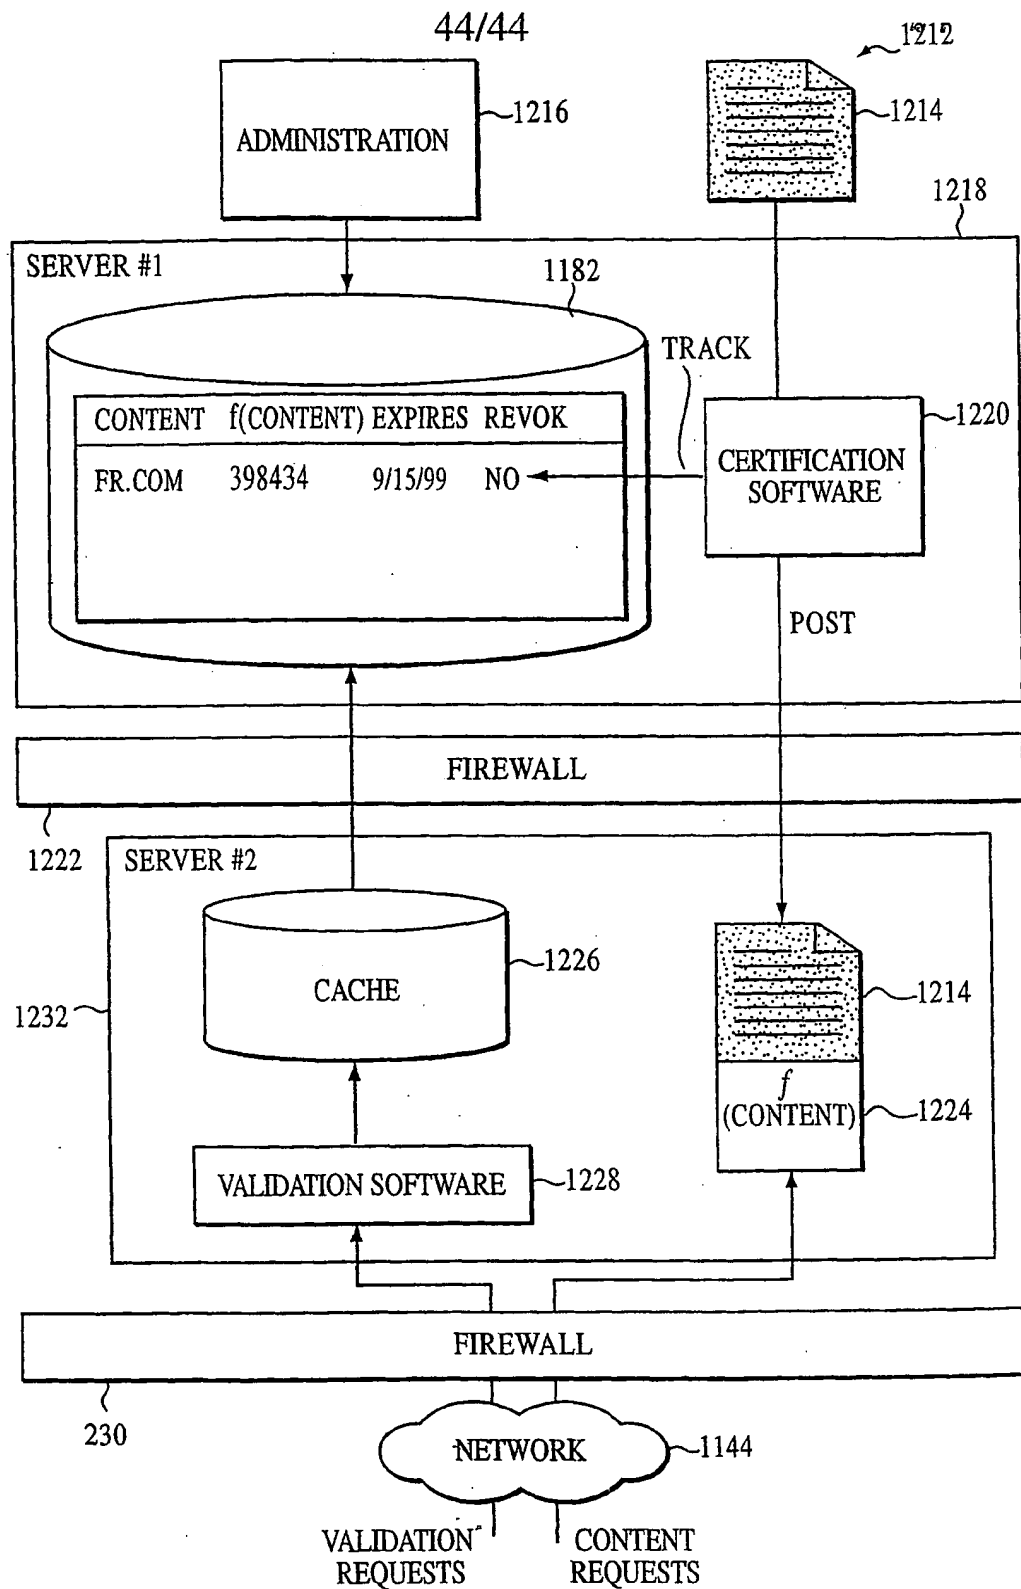 44/44
1212
ADMINISTRATION
1216
1214
1218
SERVER #1
1182
TRACK
CONTENT f(CONTENT) EXPIRES REVOK
FR.COM 398434 9/15/99 NO
CERTIFICATION
SOFTWARE
1220
POST
FIREWALL
1222
SERVER #2
CACHE
1226
1214
1232
f
(CONTENT)
1224
VALIDATION SOFTWARE
1228
FIREWALL
230
NETWORK
1144
VALIDATION
REQUESTS
CONTENT
REQUESTS